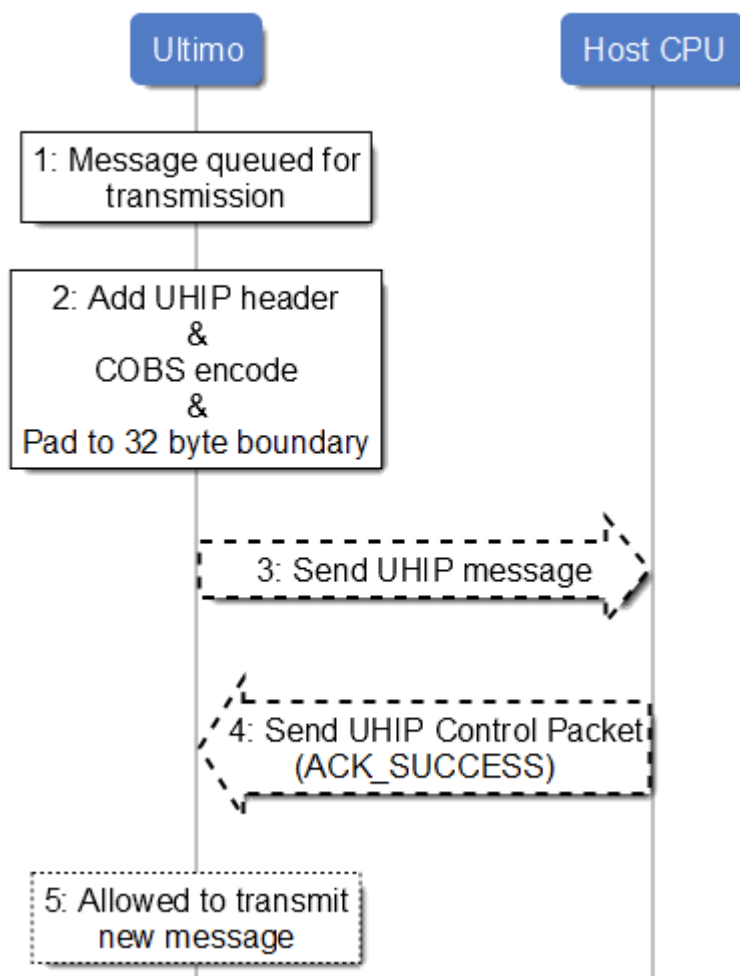 Ultimo
Host CPU
1: Message queued for
transmission
2: Add UHIP header
&
COBS encode
&
Pad to 32 byte boundary
3: Send UHIP message
4: Send UHIP Control Packet
(ACK_SUCCESS)
5: Allowed to transmit
new message